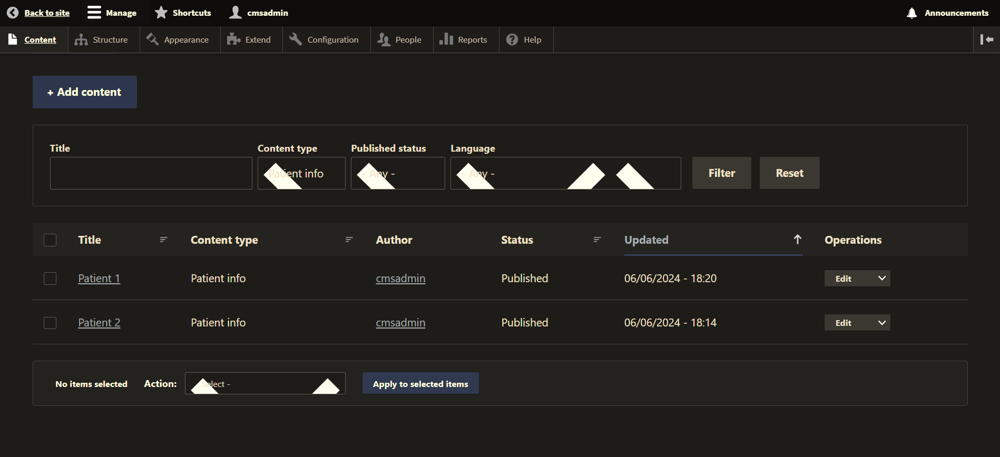 Back to site Manage Shortcuts cmsadmin Announcements
Content Structure Appearance Extend Configuration People Reports Help
+ Add content
Title Content type Published status Language
Patient info - Any - - Any - Filter Reset
Title Content type Author Status Updated Operations
Patient 1 Patient info cmsadmin Published 06/06/2024 - 18:20 Edit
Patient 2 Patient info cmsadmin Published 06/06/2024 - 18:14 Edit
No items selected Action: Select - Apply to selected items